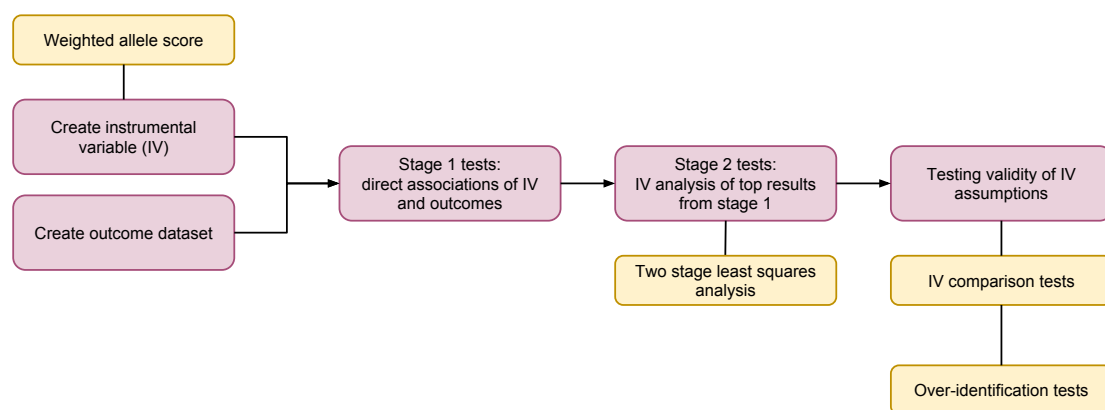 Weighted allele score
Create instrumental
variable (IV)
Create outcome dataset
Stage 1 tests:
direct associations of IV
and outcomes
Stage 2 tests:
IV analysis of top results
from stage 1
Two stage least squares
analysis
Testing validity of IV
assumptions
IV comparison tests
Over-identification tests